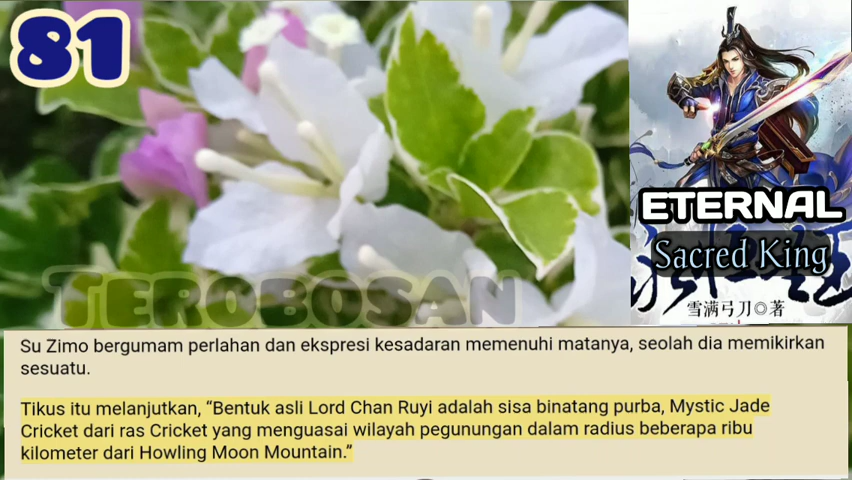 81
ETERNAL
Sacred King
雪满弓刀◎著
TEROBOSAN
Su Zimo bergumam perlahan dan ekspresi kesadaran memenuhi matanya, seolah dia memikirkan
sesuatu.
Tikus itu melanjutkan, “Bentuk asli Lord Chan Ruyi adalah sisa binatang purba, Mystic Jade
Cricket dari ras Cricket yang menguasai wilayah pegunungan dalam radius beberapa ribu
kilometer dari Howling Moon Mountain.”